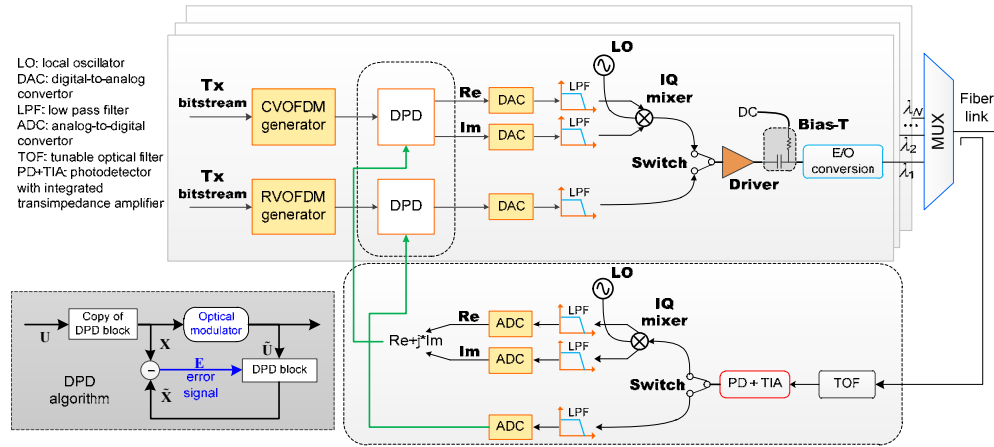 LO: local oscillator
DAC: digital-to-analog
convertor
LPF: low pass filter
ADC: analog-to-digital
convertor
TOF: tunable optical filter
PD+TIA: photodetector
with integrated
transimpedance amplifier
Tx
bitstream
CVOFDM
generator
DPD
Re
DAC
LPF
Im
DAC
LPF
LO
IQ
mixer
Switch
Tx
bitstream
RVOFDM
generator
DPD
DAC
LPF
Driver
DC
Bias-T
E/O
conversion
λN
...
λ2
λ1
MUX
Fiber
link
LO
IQ
mixer
Re
ADC
LPF
Re+j*Im
Im
ADC
LPF
Switch
PD + TIA
TOF
ADC
LPF
U
Copy of
DPD block
X
Optical
modulator
Ũ
−
E
error
signal
DPD block
X̃
DPD
algorithm